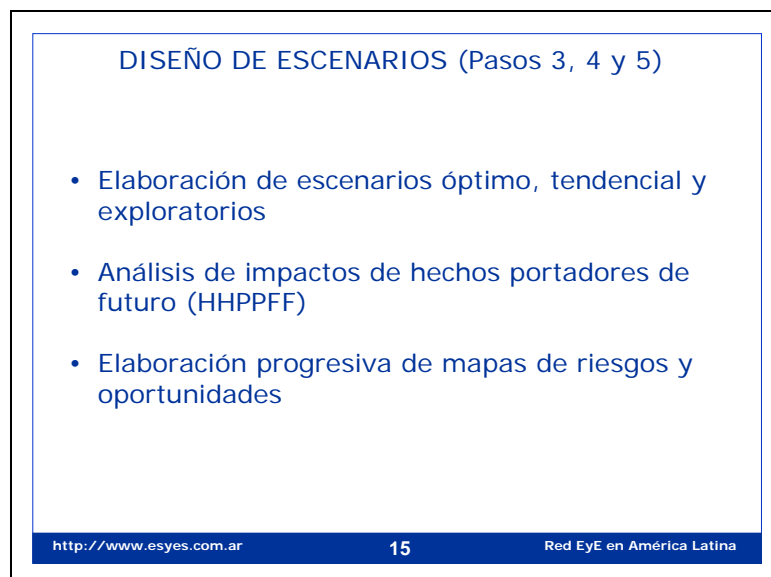 DISEÑO DE ESCENARIOS (Pasos 3, 4 y 5)
• Elaboración de escenarios óptimo, tendencial y
exploratorios
• Análisis de impactos de hechos portadores de
futuro (HHPPFF)
• Elaboración progresiva de mapas de riesgos y
oportunidades
http://www.esyes.com.ar 15 Red EyE en América Latina